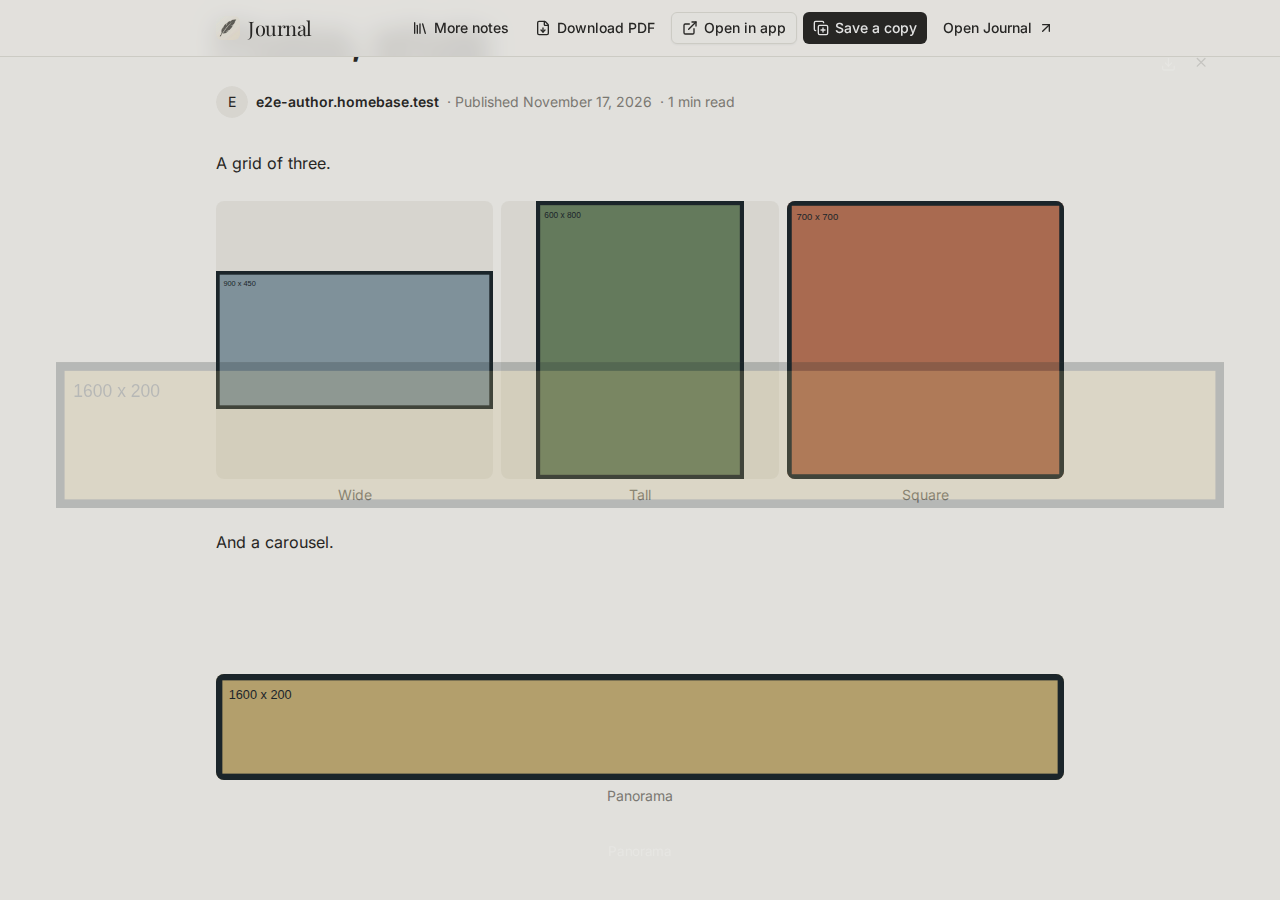 Journal
More notes
Download PDF
Open in app
Save a copy
Open Journal
E
e2e-author.homebase.test · Published November 17, 2026 · 1 min read
A grid of three.
900 x 450
600 x 800
700 x 700
1600 x 200
Wide
Tall
Square
And a carousel.
1600 x 200
Panorama
Panorama